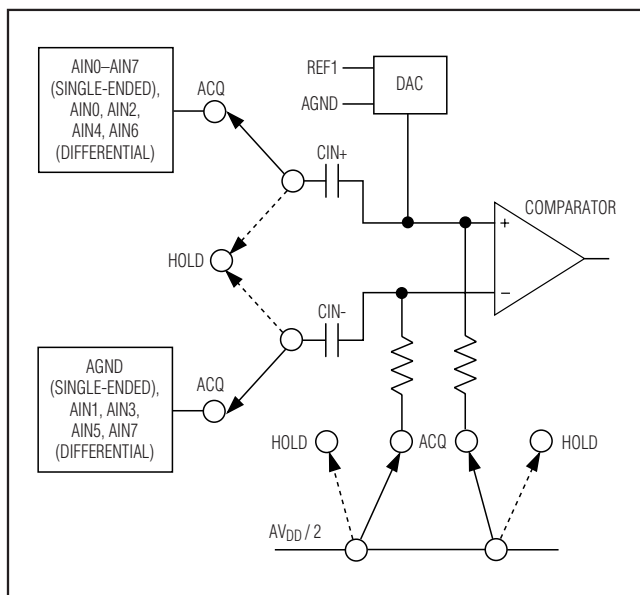 AIN0–AIN7
(SINGLE-ENDED),
AIN0, AIN2,
AIN4, AIN6
(DIFFERENTIAL)
ACQ
REF1
AGND
DAC
CIN+
COMPARATOR
+
HOLD
–
CIN-
AGND
(SINGLE-ENDED),
AIN1, AIN3,
AIN5, AIN7
(DIFFERENTIAL)
ACQ
HOLD
ACQ
HOLD
AVDD / 2